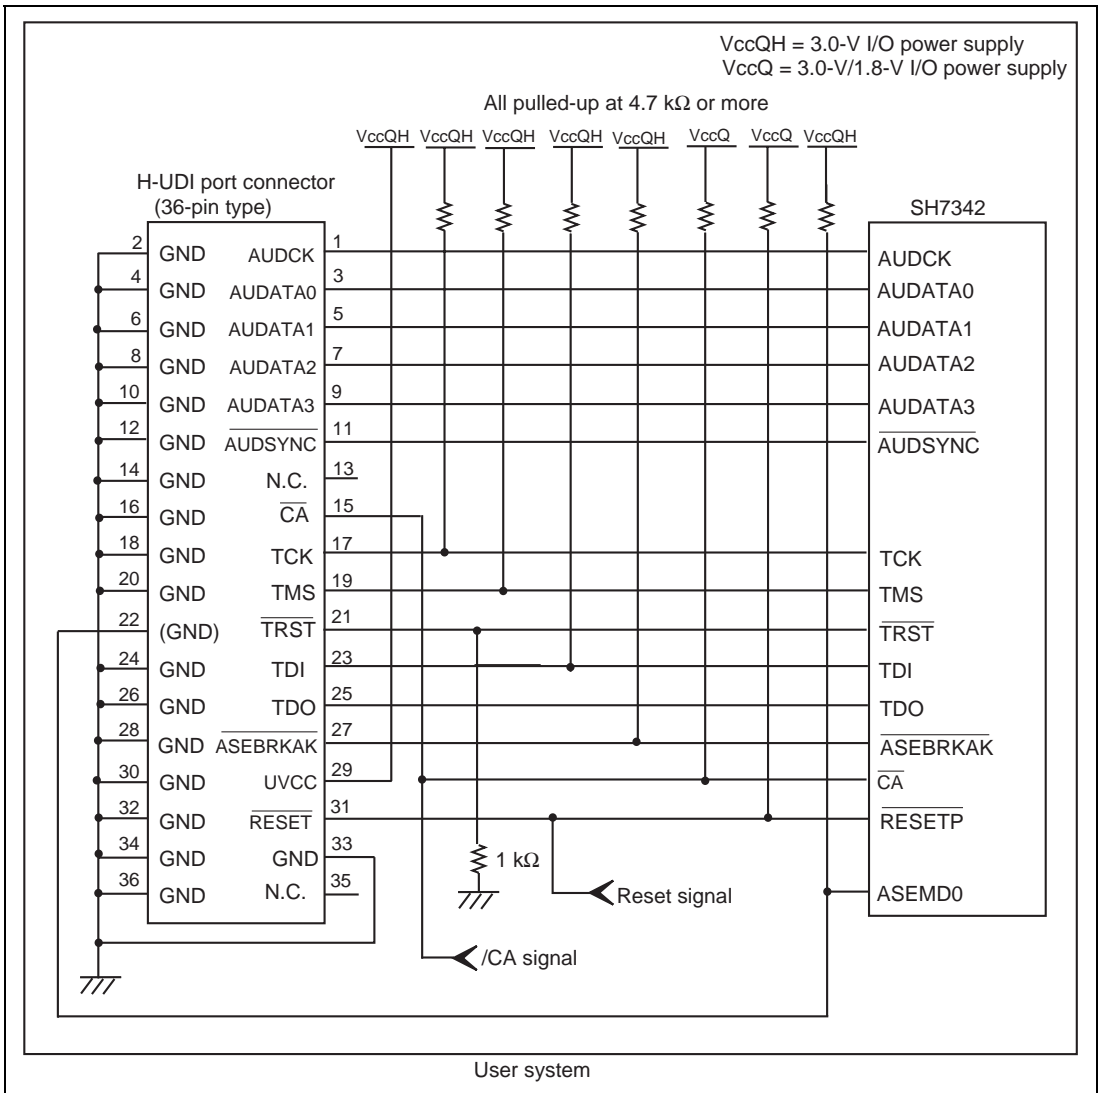 VccQH = 3.0-V I/O power supply
VccQ = 3.0-V/1.8-V I/O power supply
All pulled-up at 4.7 kΩ or more
VccQH VccQH VccQH VccQH VccQH VccQ VccQ VccQH
H-UDI port connector
(36-pin type)
SH7342
2 GND AUDCK 1 AUDCK
4 GND AUDATA0 3 AUDATA0
6 GND AUDATA1 5 AUDATA1
8 GND AUDATA2 7 AUDATA2
10 GND AUDATA3 9 AUDATA3
12 GND AUDSYNC 11 AUDSYNC
14 GND N.C. 13
16 GND CA 15
18 GND TCK 17 TCK
20 GND TMS 19 TMS
22 (GND) TRST 21 TRST
24 GND TDI 23 TDI
26 GND TDO 25 TDO
28 GND ASEBRKAK 27 ASEBRKAK
30 GND UVCC 29 CA
32 GND RESET 31 RESETP
34 GND GND 33 1 kΩ
36 GND N.C. 35 Reset signal ASEMD0
/CA signal
User system